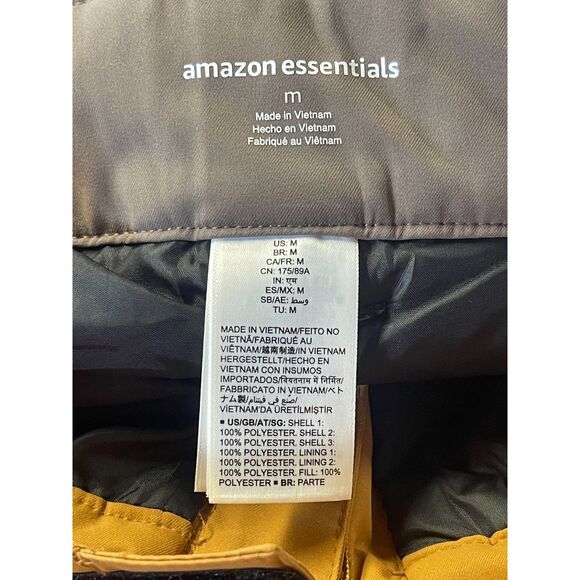 amazon essentials
m
Made in Vietnam
Hecho en Vietnam
Fabriqué au Viêtnam
US: M
BR: M
CA/FR: M
CN: 175/89A
IN: एम
ES/MX: M
SB/AE: وسط
TU: M
MADE IN VIETNAM/FEITO NO
VIETNÃ/FABRIQUÉ AU
VIÊTNAM/越南制造/IN VIETNAM
HERGESTELLT/HECHO EN
VIETNAM CON INSUMOS
IMPORTADOS/वियतनाम में निर्मित/
FABBRICATO IN VIETNAM/ベト
ナム製/صنع في فيتنام/
VIETNAM'DA ÜRETİLMİŞTİR
■ US/GB/AT/SG: SHELL 1:
100% POLYESTER. SHELL 2:
100% POLYESTER. SHELL 3:
100% POLYESTER. LINING 1:
100% POLYESTER. LINING 2:
100% POLYESTER. FILL: 100%
POLYESTER ■ BR: PARTE